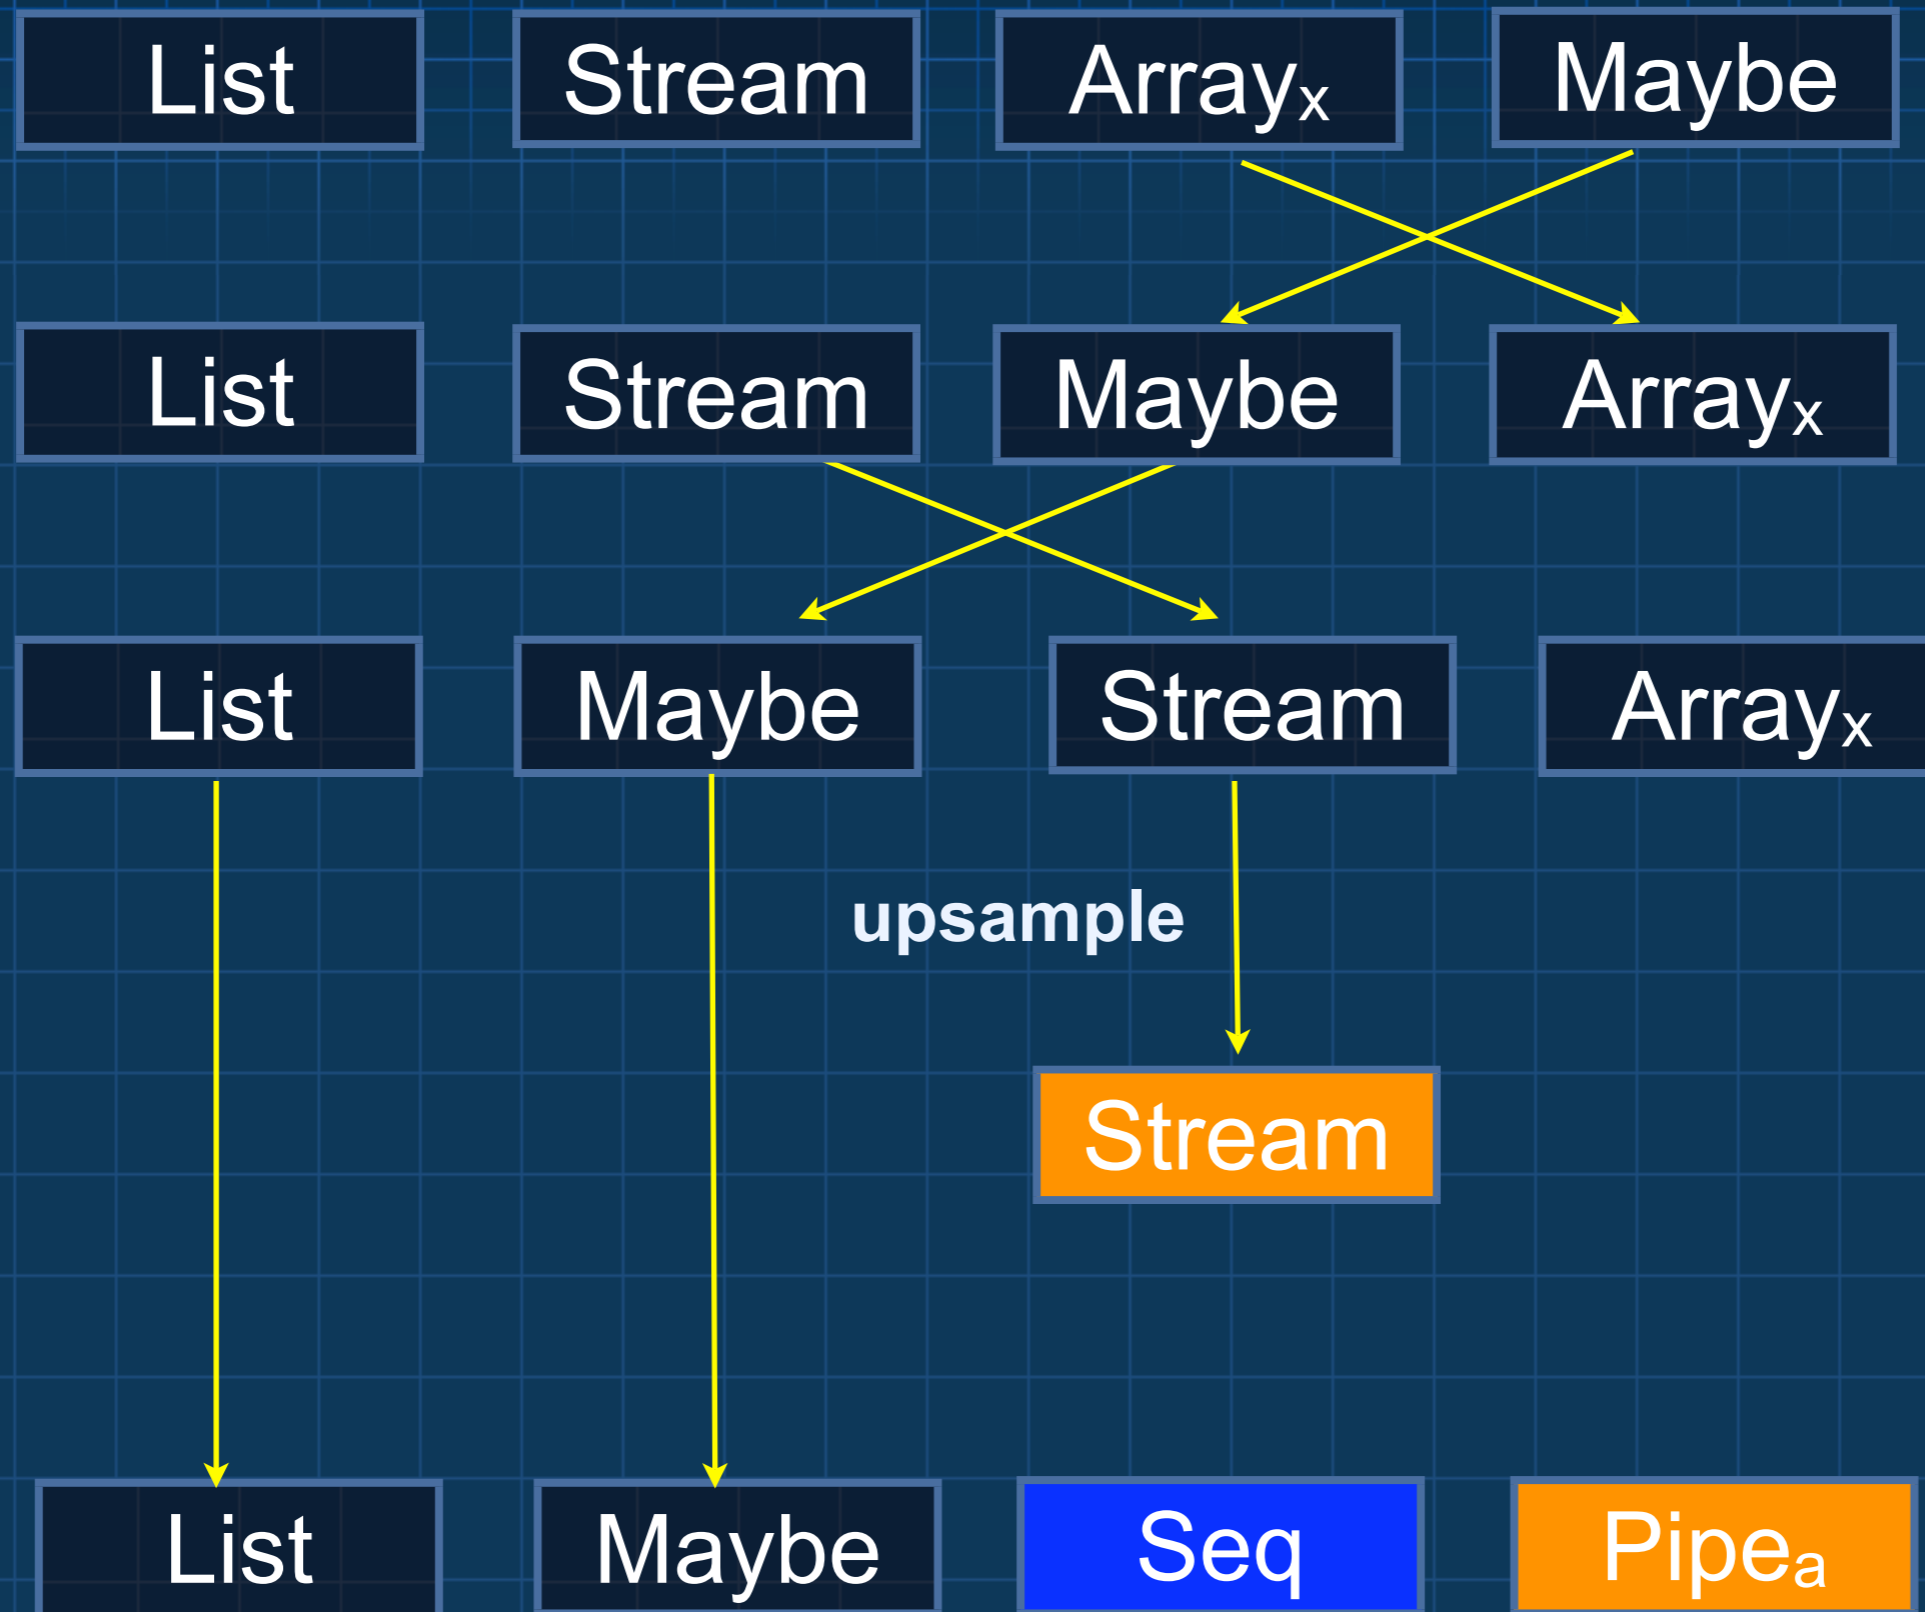 List Stream Arrayₓ Maybe
List Stream Maybe Arrayₓ
List Maybe Stream Arrayₓ
upsample
Stream
List Maybe Seq Pipeₐ